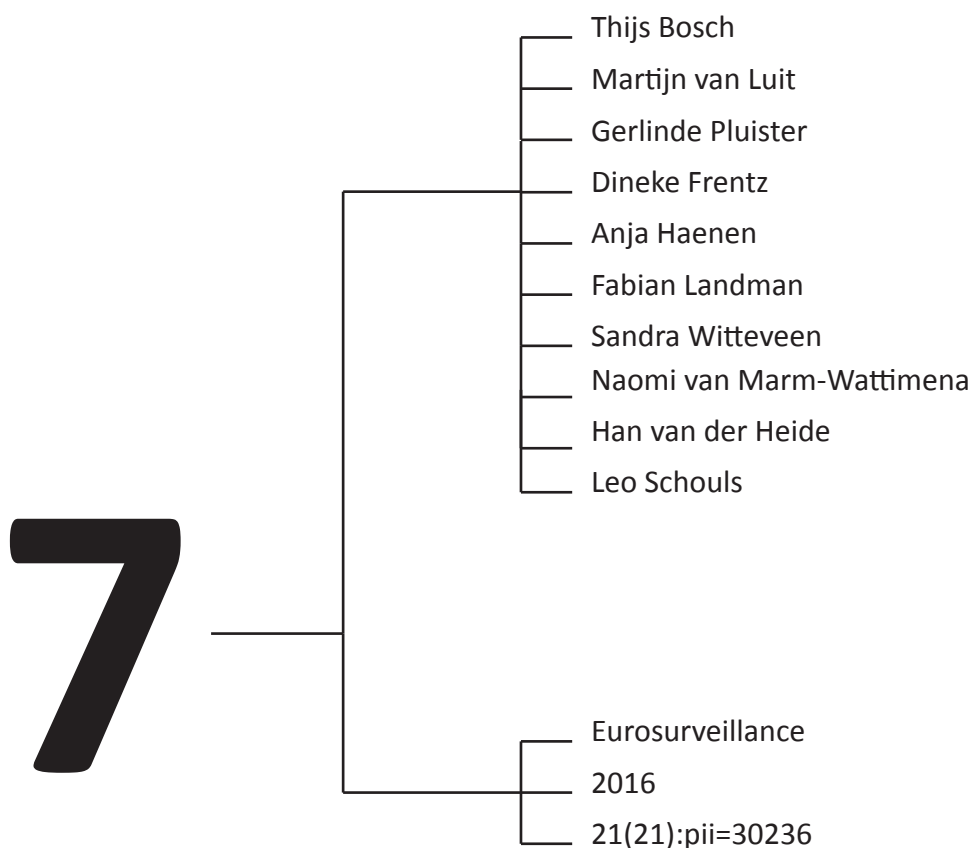 Thijs Bosch
Martijn van Luit
Gerlinde Pluister
Dineke Frentz
Anja Haenen
Fabian Landman
Sandra Witteveen
Naomi van Marm-Wattimena
Han van der Heide
Leo Schouls
7
Eurosurveillance
2016
21(21):pii=30236